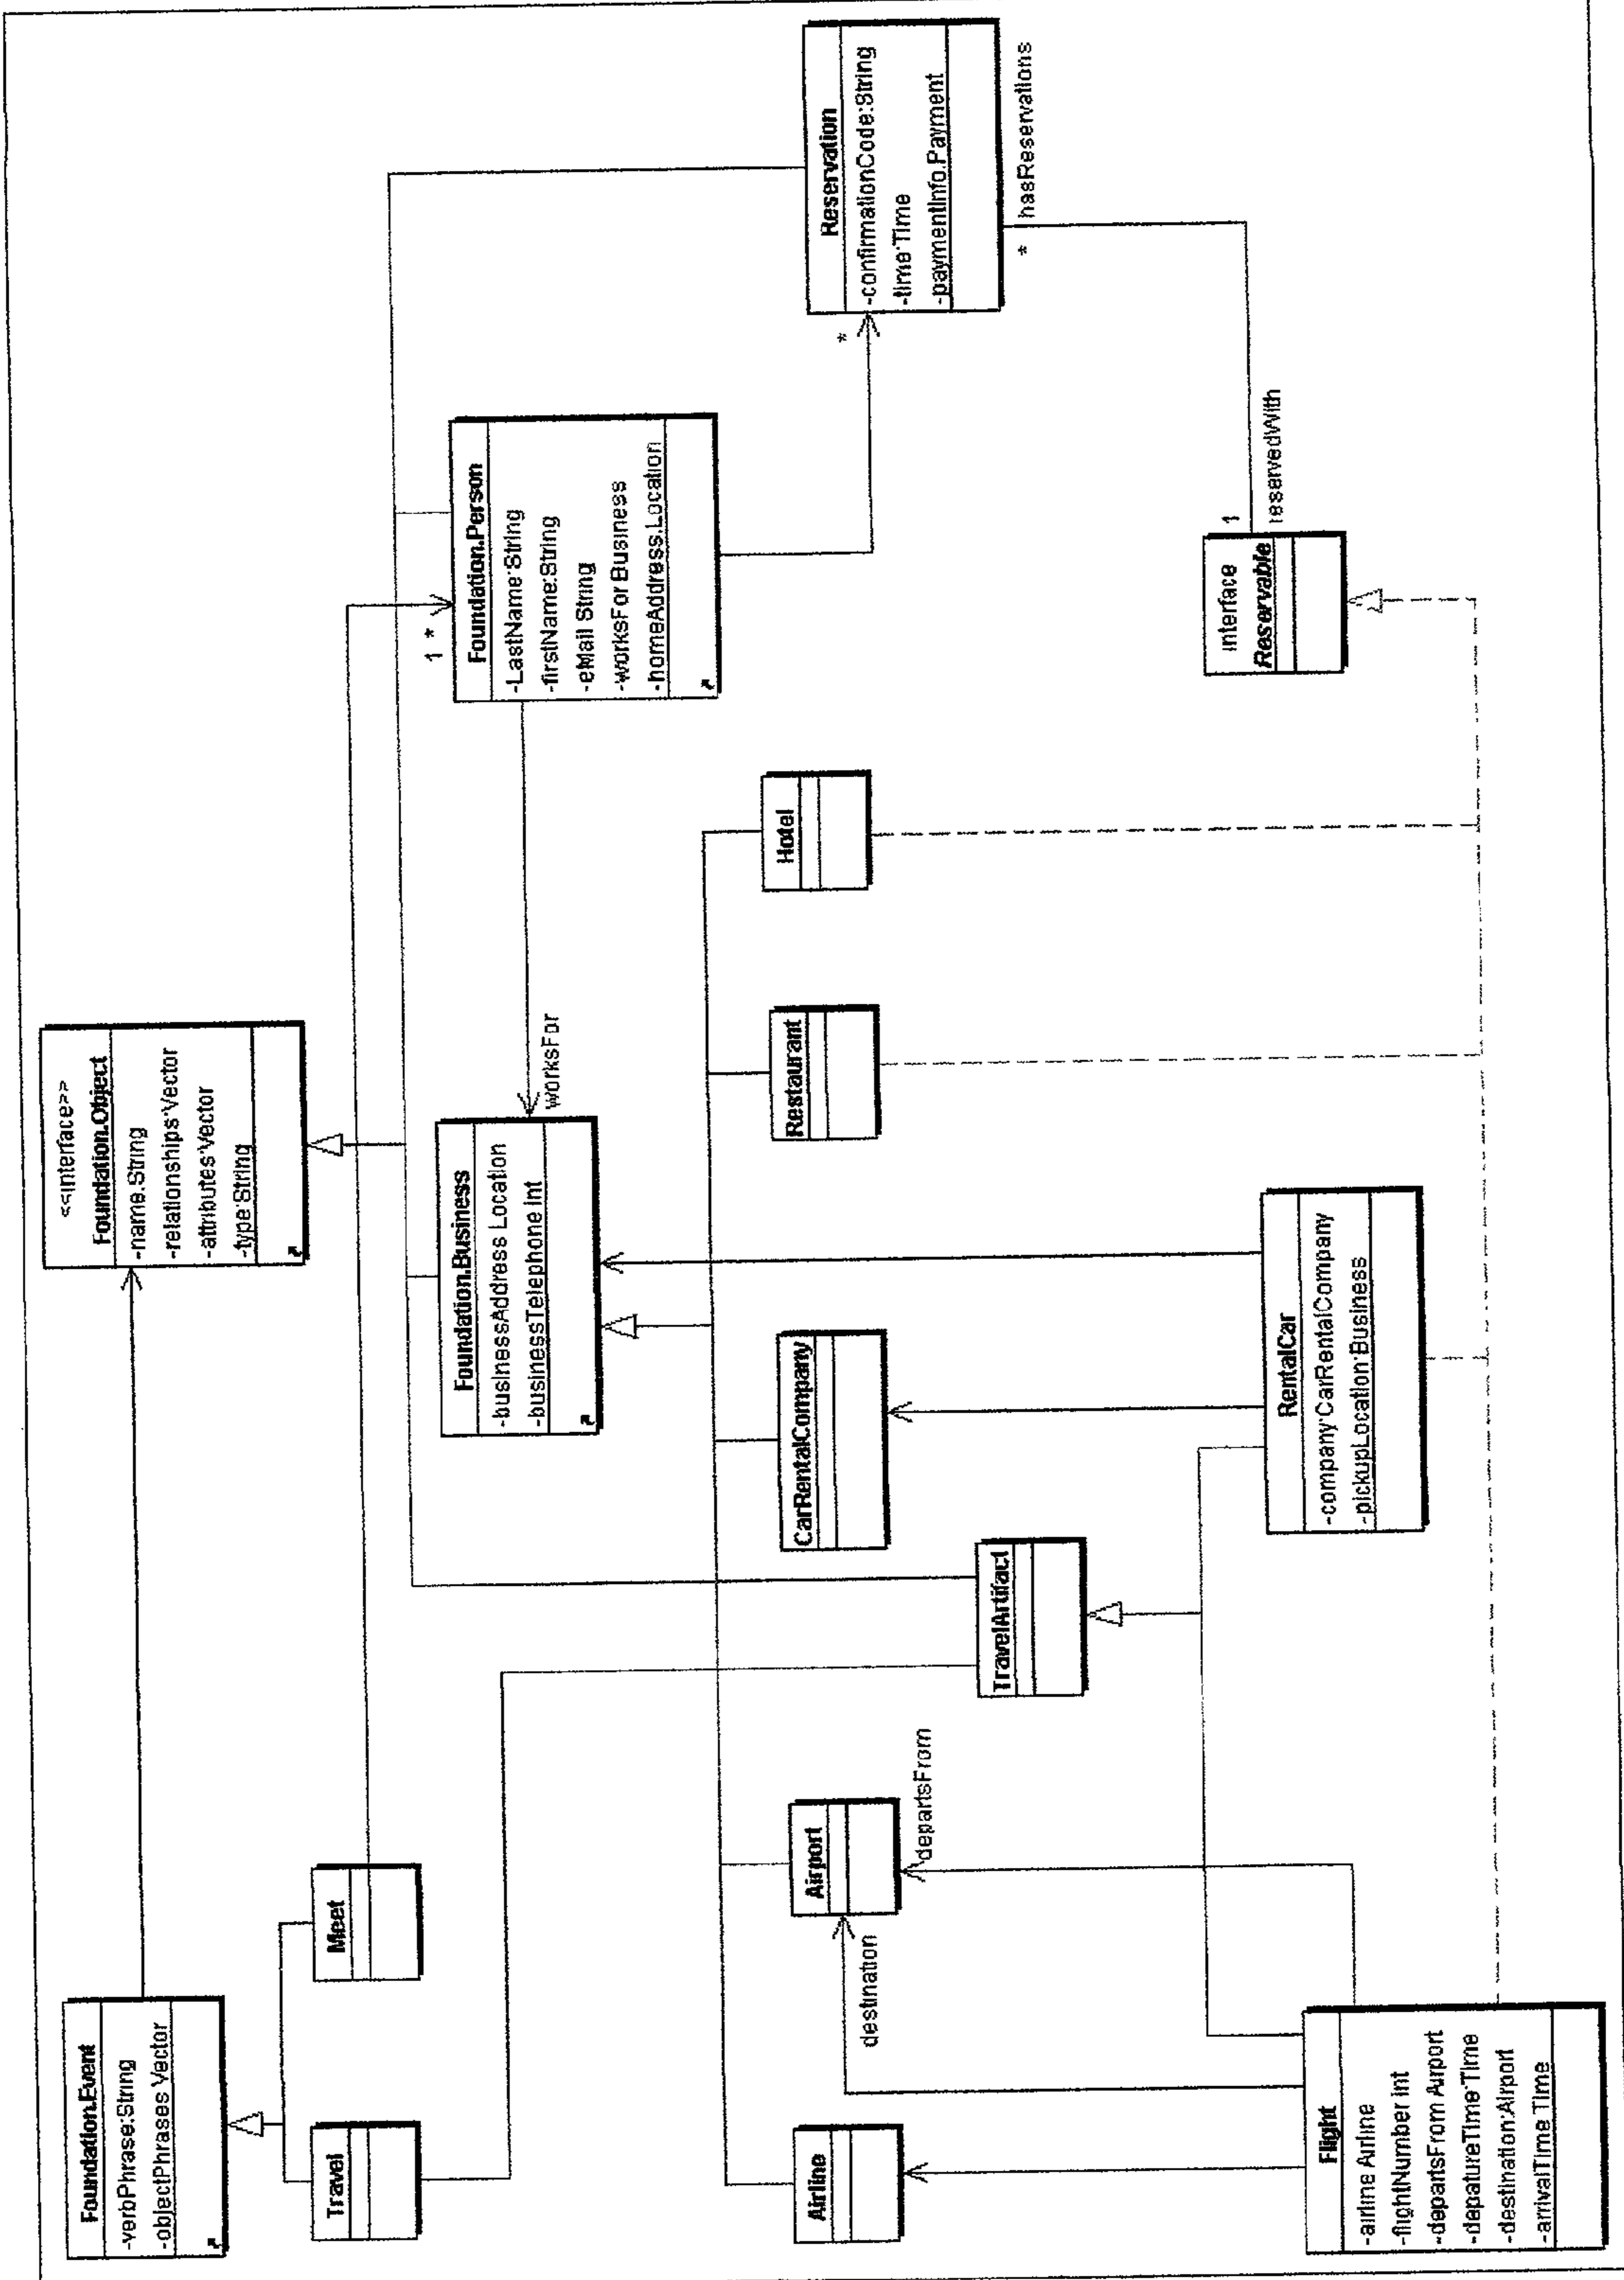 Foundation.Event
-verbPhrase:String
-objectPhrases Vector
<<interface>>
Foundation.Object
-name.String
-relationships:Vector
-attributes:Vector
-type:String
Travel
Meet
1 *
Foundation.Business
-businessAddress Location
-businessTelephone int
worksFor
Foundation.Person
-LastName:String
-firstName:String
-eMail String
-worksFor Business
-homeAddress.Location
Airline
destination
Airport
departsFrom
CarRentalCompany
Restaurant
Hotel
*
Reservation
-confirmationCode:String
-time:Time
-paymentInfo.Payment
* hasReservations
TravelArtifact
Flight
-airline Airline
-flightNumber int
-departsFrom Airport
-depatureTime:Time
-destination:Airport
-arrivalTime Time
RentalCar
-company:CarRentalCompany
-pickupLocation:Business
interface
Reservable
1
reservedWith